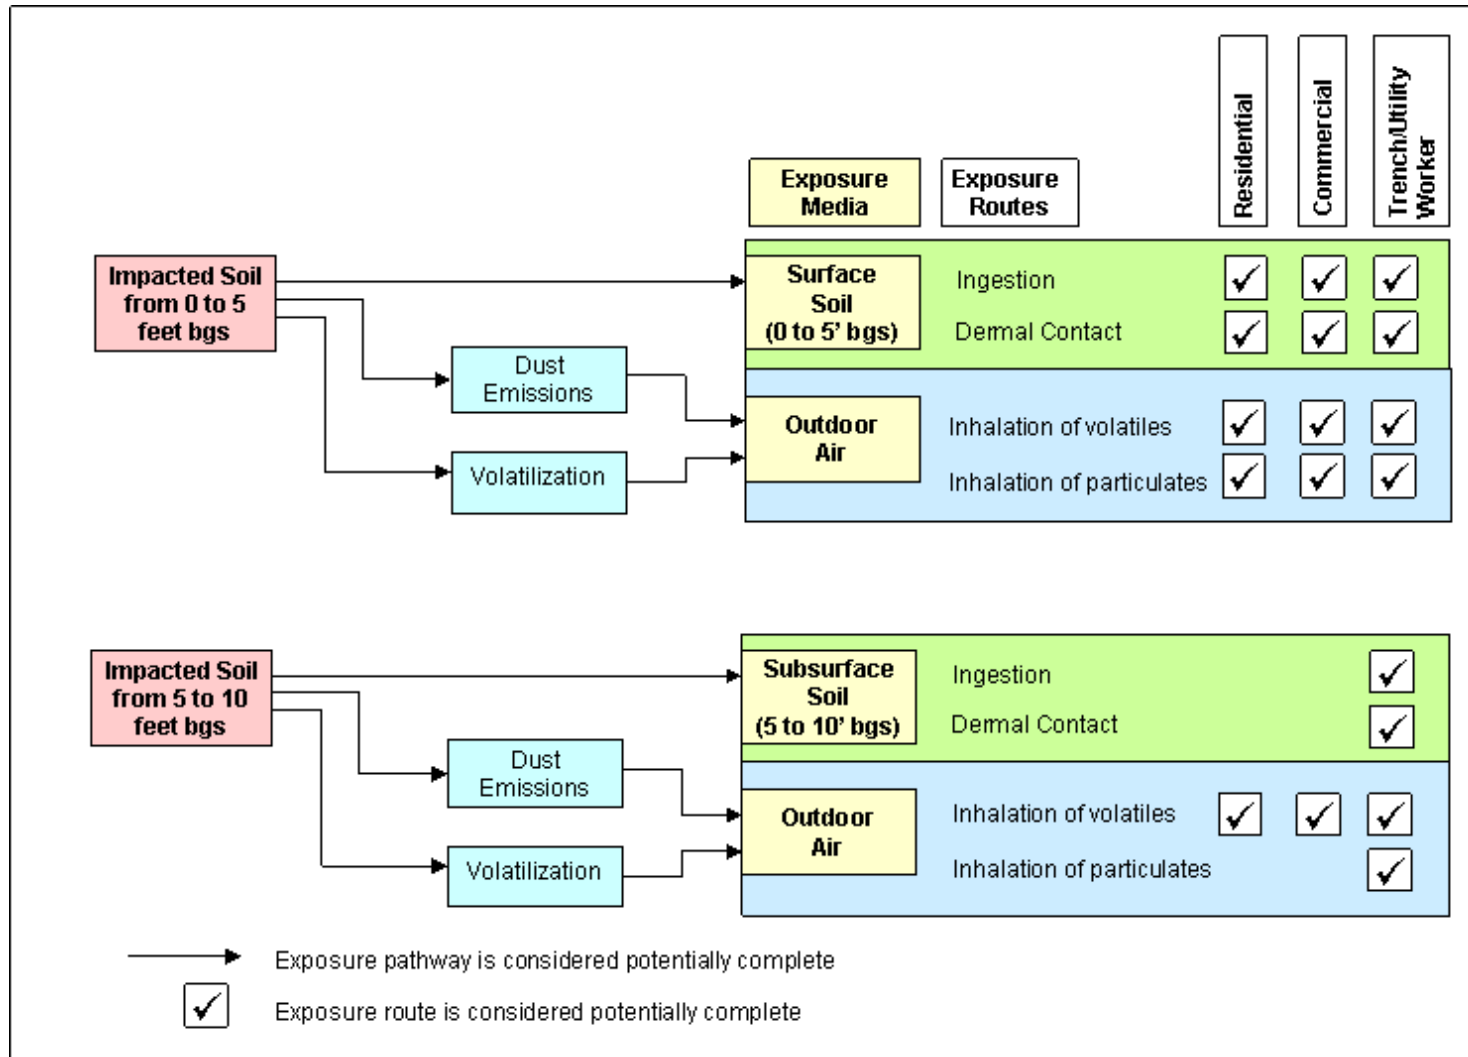 Residential
Commercial
Trench/Utility
Worker
Exposure
Media
Exposure
Routes
Impacted Soil
from 0 to 5
feet bgs
Surface
Soil
(0 to 5' bgs)
Ingestion
Dermal Contact
Dust
Emissions
Volatilization
Outdoor
Air
Inhalation of volatiles
Inhalation of particulates
Impacted Soil
from 5 to 10
feet bgs
Subsurface
Soil
(5 to 10' bgs)
Ingestion
Dermal Contact
Dust
Emissions
Volatilization
Outdoor
Air
Inhalation of volatiles
Inhalation of particulates
Exposure pathway is considered potentially complete
Exposure route is considered potentially complete